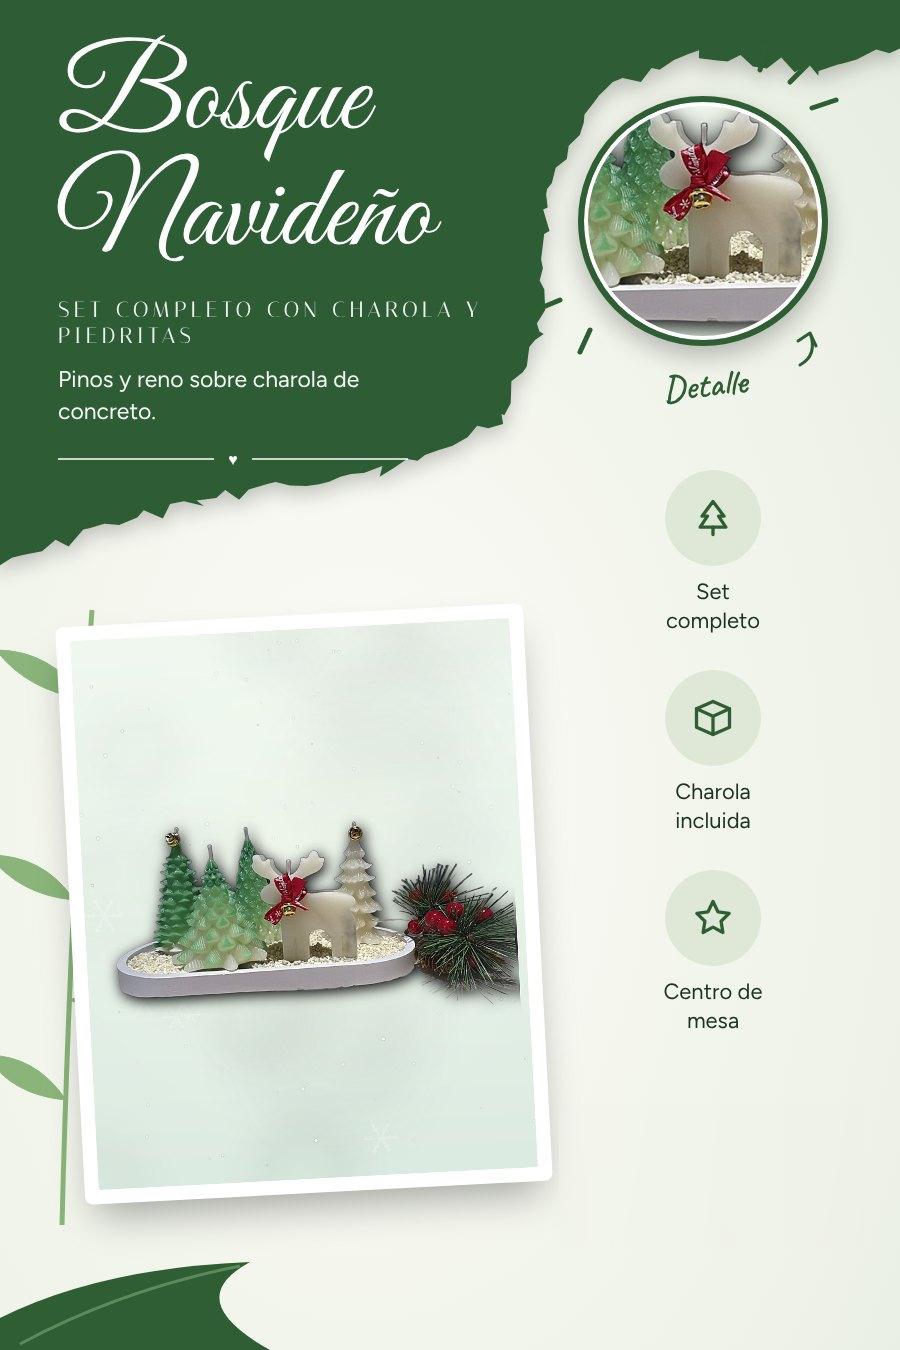 Bosque
Navideño
SET COMPLETO CON CHAROLA Y
PIEDRITAS
Pinos y reno sobre charola de
concreto.
Detalle
Set
completo
Charola
incluida
Centro de
mesa